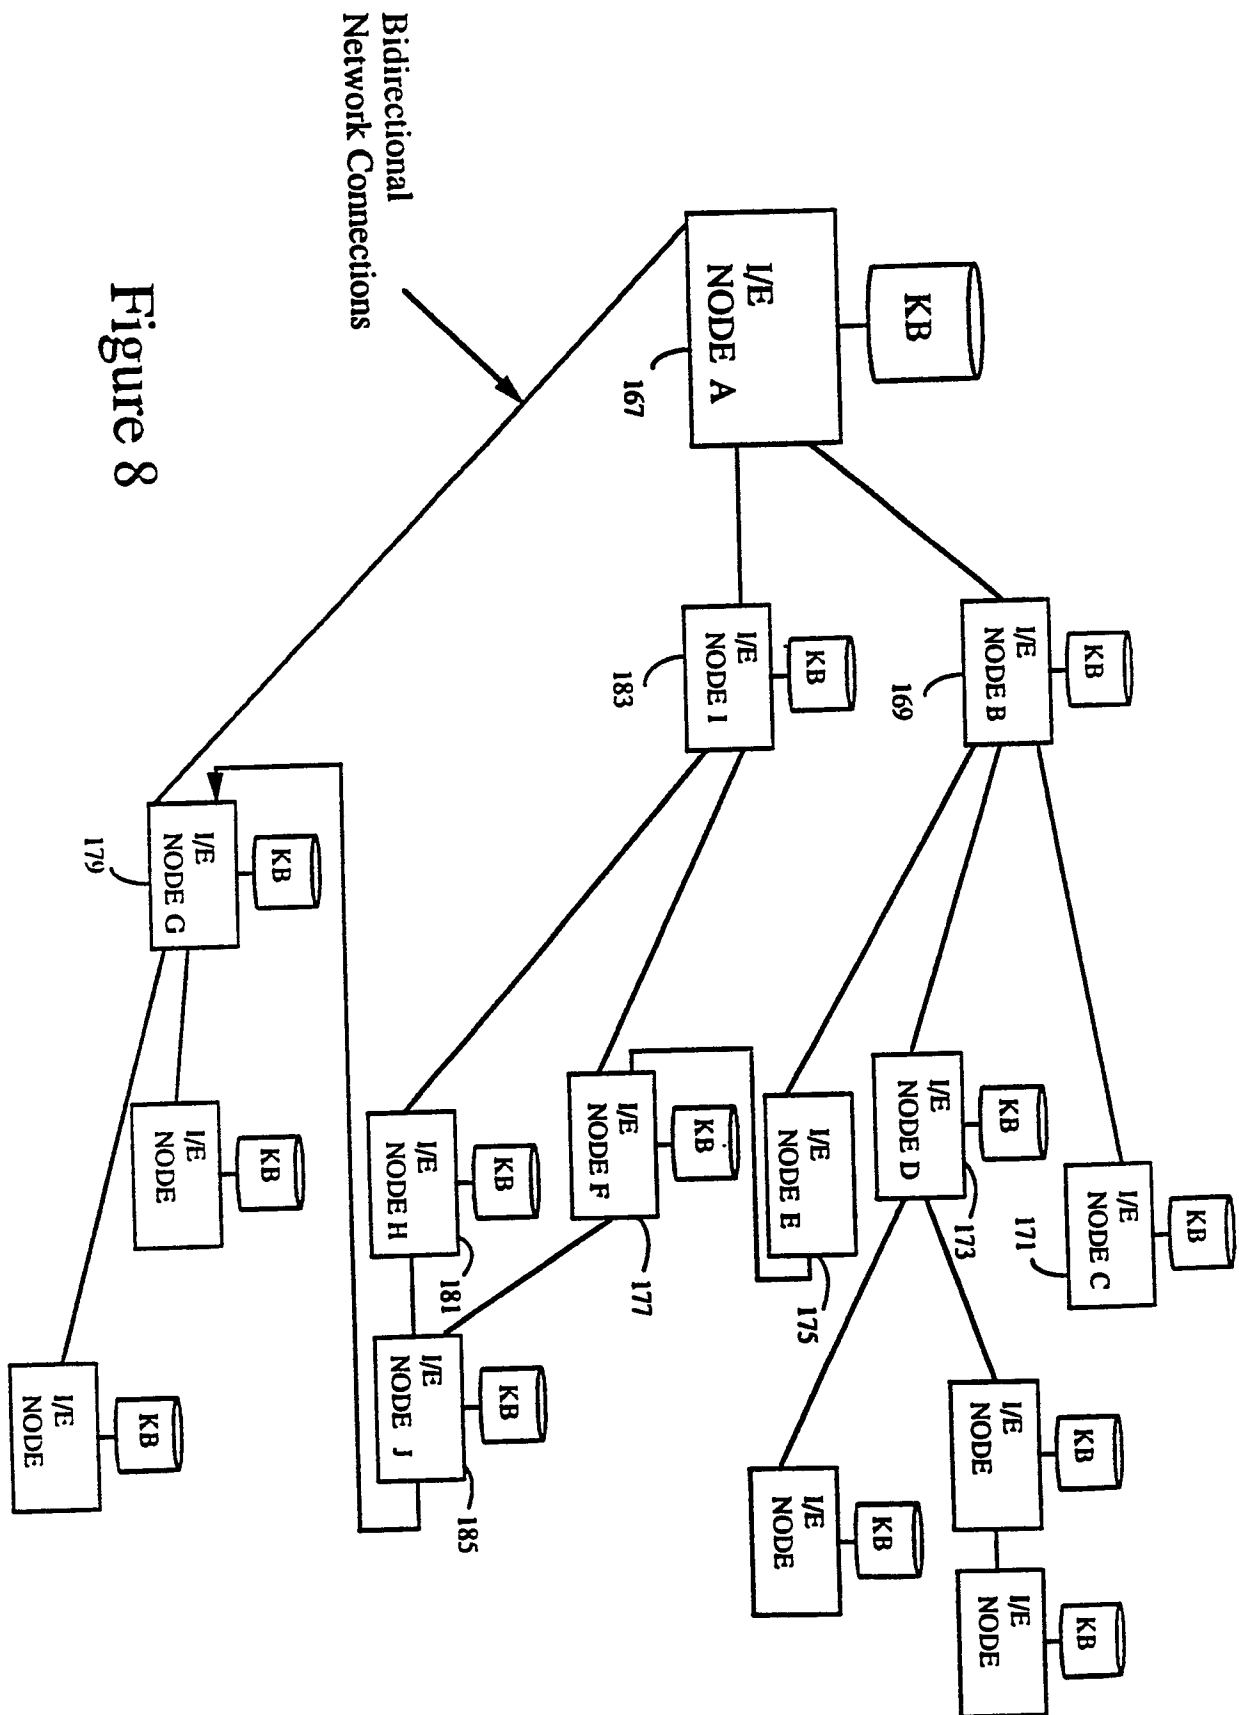 KB
I/E
NODE A
167
KB
I/E
NODE B
169
KB
I/E
NODE I
183
KB
I/E
NODE G
179
KB
I/E
NODE C
171
KB
I/E
NODE D
173
I/E
NODE E
175
KB
I/E
NODE F
177
KB
I/E
NODE H
181
KB
I/E
NODE J
185
KB
I/E
NODE
KB
I/E
NODE
KB
I/E
NODE
KB
I/E
NODE
KB
I/E
NODE
Bidirectional
Network Connections
Figure 8